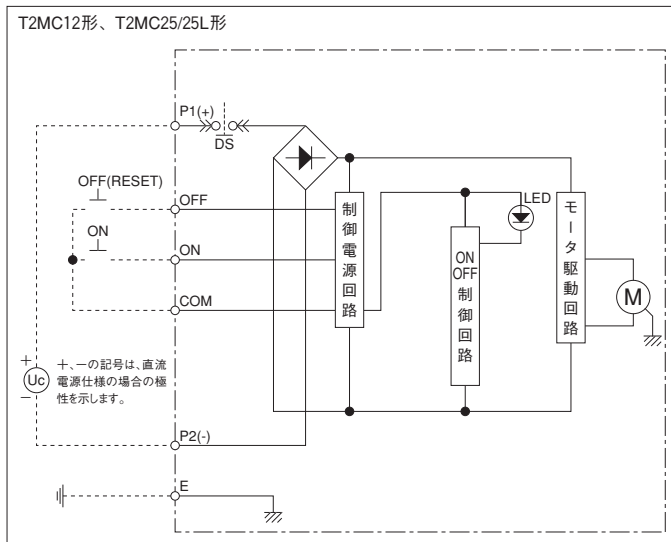 T2MC12形、T2MC25/25L形
P1(+)
DS
OFF(RESET)
OFF
ON
ON
COM
制御電源回路
LED
ON
OFF
制御回路
モータ駆動回路
M
+
Uc
−
＋、－の記号は、直流
電源仕様の場合の極
性を示します。
P2(-)
E